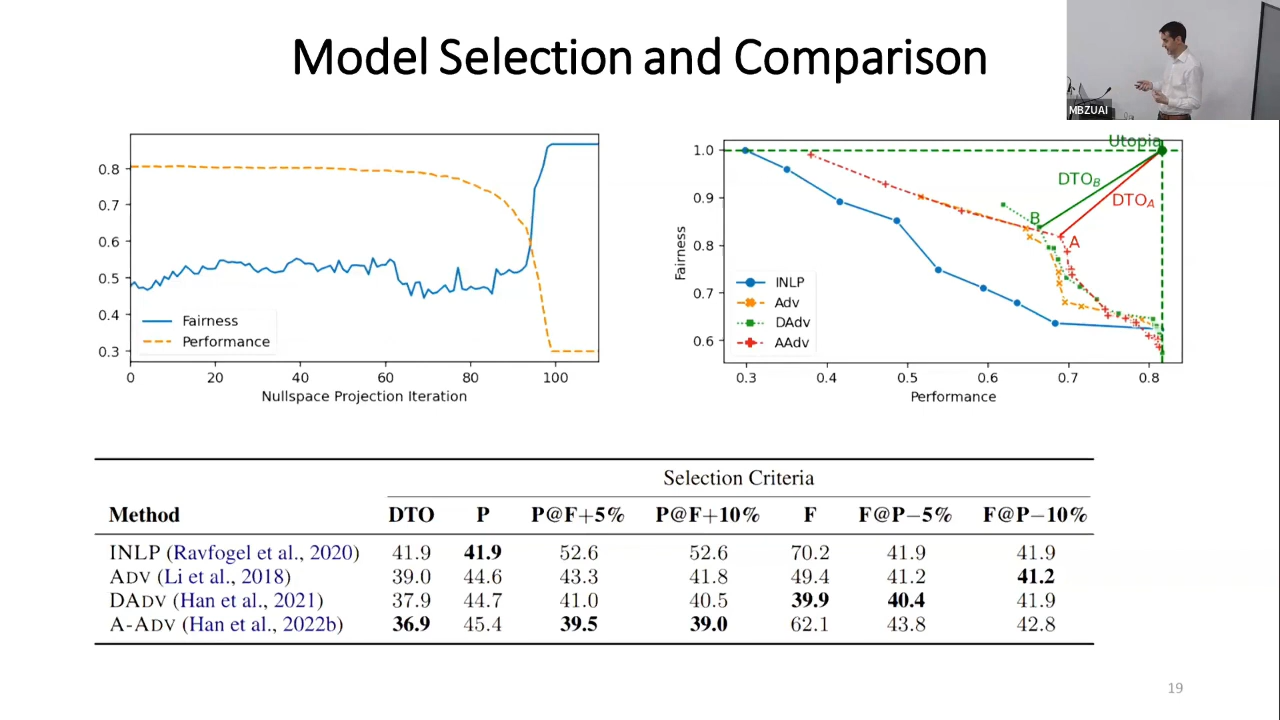 Model Selection and Comparison
MBZUAI
0.8
0.7
0.6
0.5
0.4
0.3
Fairness
Performance
0 20 40 60 80 100
Nullspace Projection Iteration
1.0
0.9
0.8
0.7
0.6
Fairness
Utopia
DTO_B
DTO_A
B
A
INLP
Adv
DAdv
AAdv
0.3 0.4 0.5 0.6 0.7 0.8
Performance
Selection Criteria
Method DTO P P@F+5% P@F+10% F F@P−5% F@P−10%
INLP (Ravfogel et al., 2020) 41.9 41.9 52.6 52.6 70.2 41.9 41.9
ADV (Li et al., 2018) 39.0 44.6 43.3 41.8 49.4 41.2 41.2
DADV (Han et al., 2021) 37.9 44.7 41.0 40.5 39.9 40.4 41.9
A-ADV (Han et al., 2022b) 36.9 45.4 39.5 39.0 62.1 43.8 42.8
19